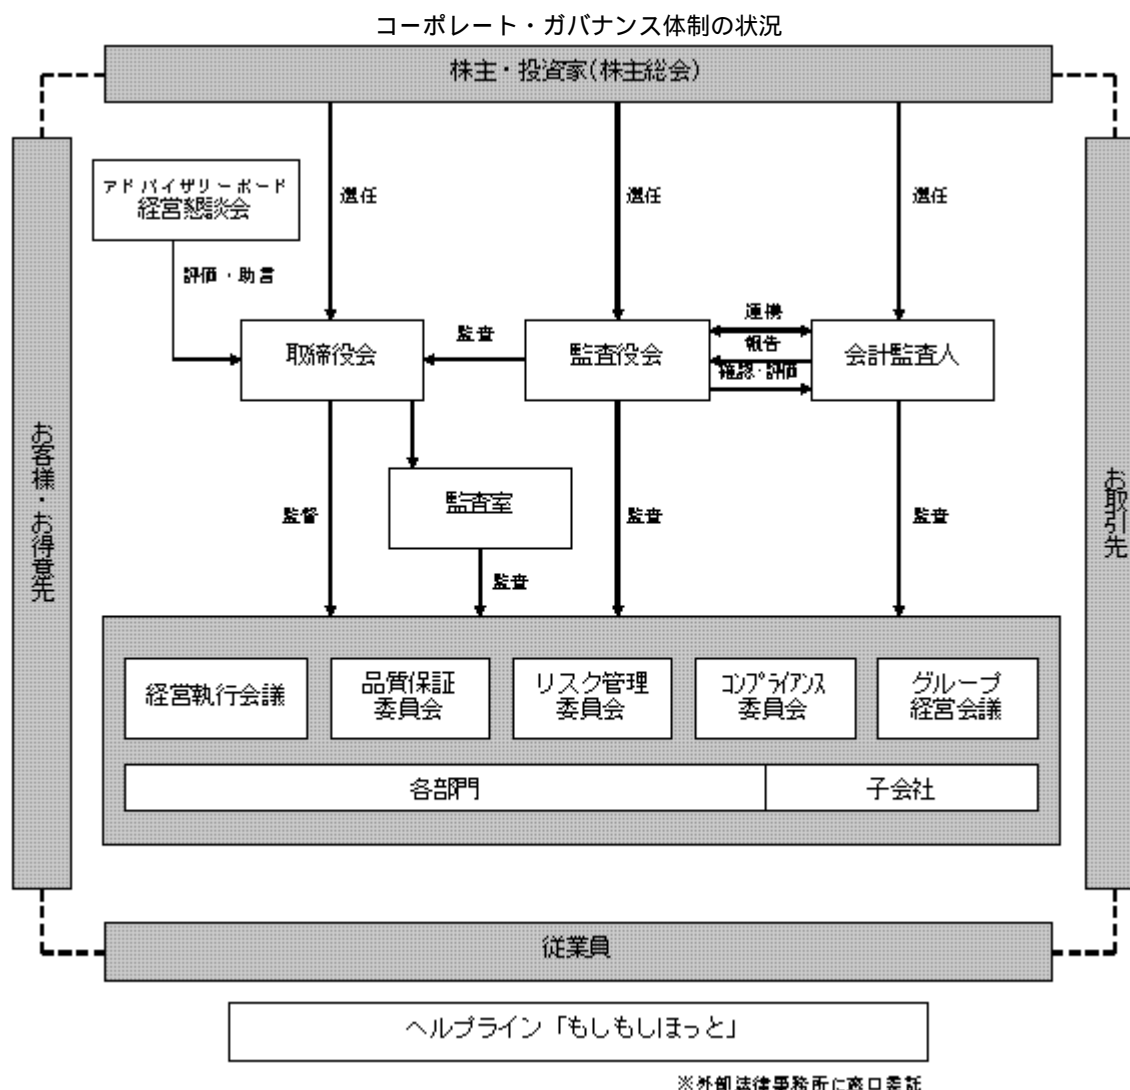 コーポレート・ガバナンス体制の状況
株主・投資家(株主総会)
アドバイザリーボード
経営懇談会
選任
選任
選任
評価・助言
取締役会
監査
監査役会
連携
報告
確認・評価
会計監査人
監査室
監督
監査
監査
監査
お客様・お得意先
お取引先
経営執行会議
品質保証
委員会
リスク管理
委員会
コンプライアンス
委員会
グループ
経営会議
各部門
子会社
従業員
ヘルプライン「もしもしほっと」
※外部法律事務所に窓口委託